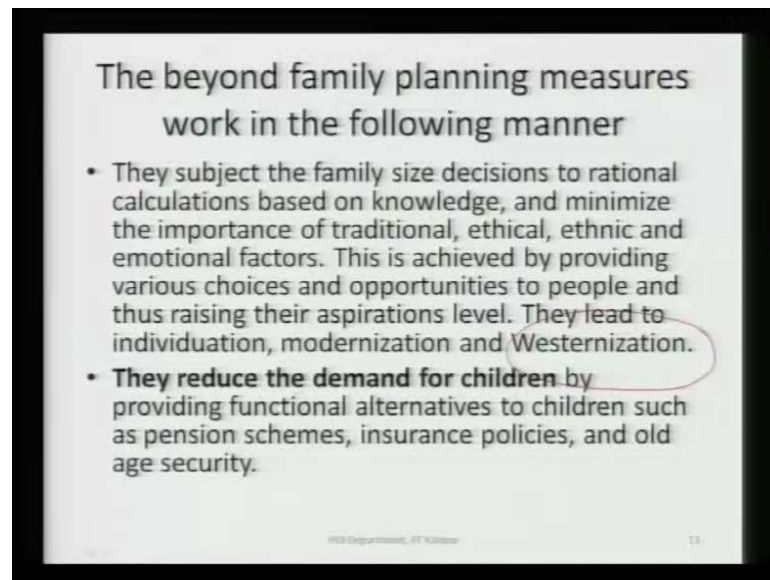 The beyond family planning measures
work in the following manner
• They subject the family size decisions to rational
calculations based on knowledge, and minimize
the importance of traditional, ethical, ethnic and
emotional factors. This is achieved by providing
various choices and opportunities to people and
thus raising their aspirations level. They lead to
individuation, modernization and Westernization.
• They reduce the demand for children by
providing functional alternatives to children such
as pension schemes, insurance policies, and old
age security.
HSS Department, IIT Kanpur
13